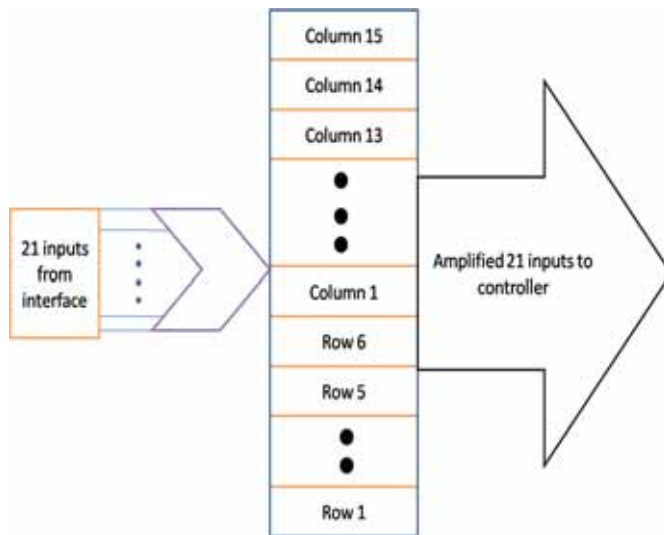 Column 15
Column 14
Column 13
21 inputs
from
interface
Column 1
Amplified 21 inputs to
controller
Row 6
Row 5
Row 1